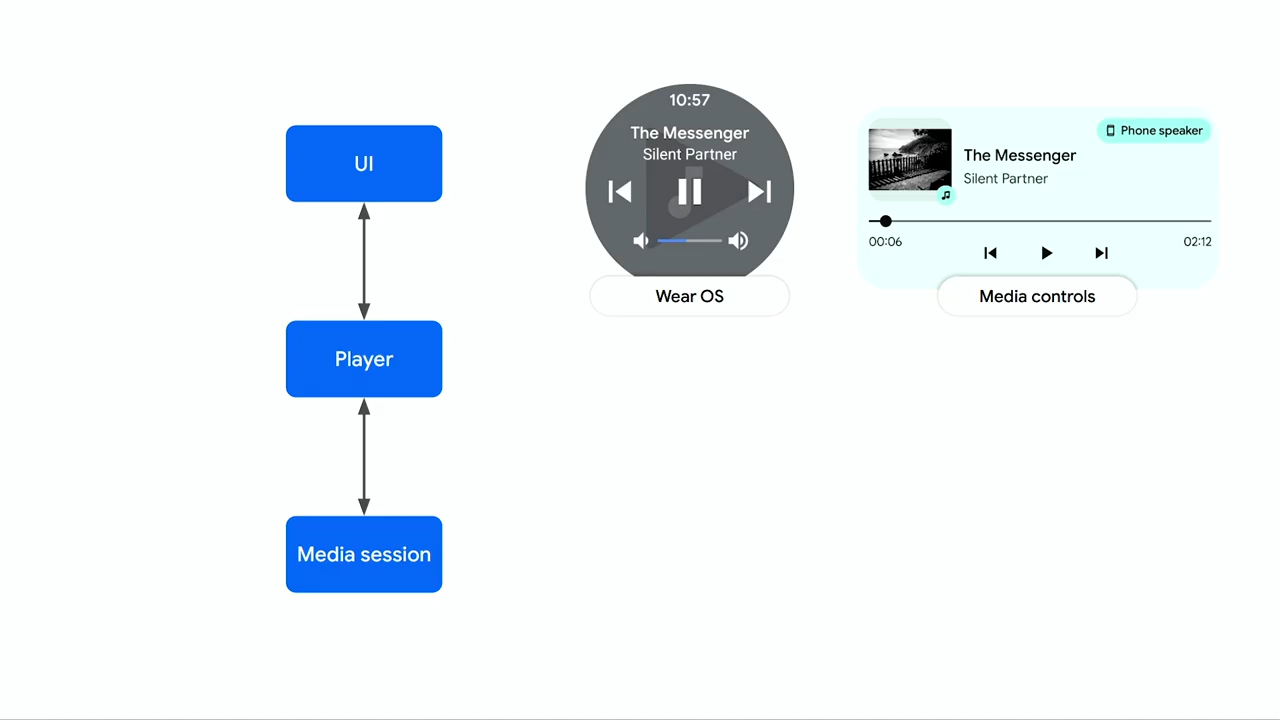 UI
Player
Media session
10:57
The Messenger
Silent Partner
Wear OS
Phone speaker
The Messenger
Silent Partner
00:06
02:12
Media controls